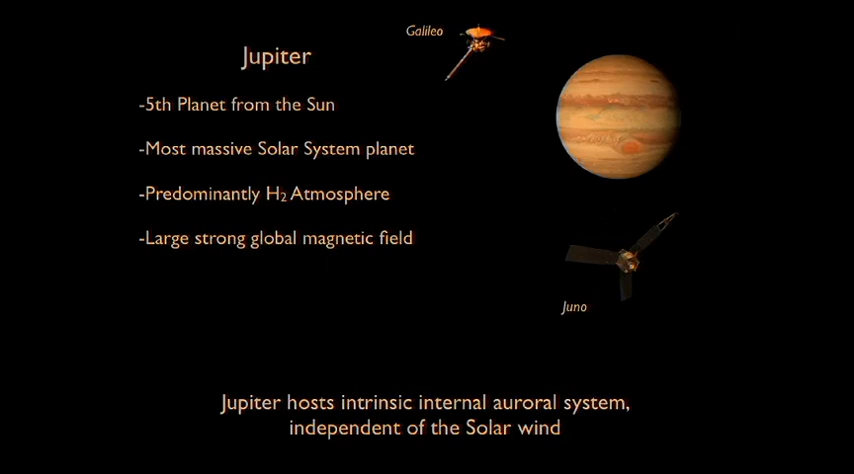 Galileo
Jupiter
-5th Planet from the Sun
-Most massive Solar System planet
-Predominantly H₂ Atmosphere
-Large strong global magnetic field
Juno
Jupiter hosts intrinsic internal auroral system,
independent of the Solar wind